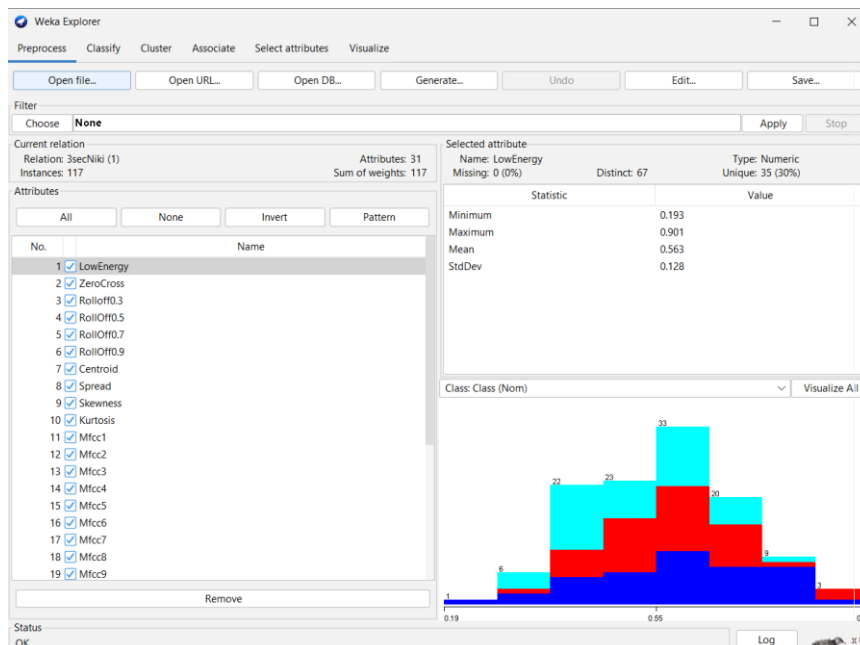 Weka Explorer
Preprocess Classify Cluster Associate Select attributes Visualize
Open file... Open URL... Open DB... Generate... Undo Edit... Save...
Filter
Choose None Apply Stop
Current relation
Relation: 3secNiki (1) Attributes: 31
Instances: 117 Sum of weights: 117
Attributes
All None Invert Pattern
No. Name
1 LowEnergy
2 ZeroCross
3 Rolloff0.3
4 RollOff0.5
5 RollOff0.7
6 RollOff0.9
7 Centroid
8 Spread
9 Skewness
10 Kurtosis
11 Mfcc1
12 Mfcc2
13 Mfcc3
14 Mfcc4
15 Mfcc5
16 Mfcc6
17 Mfcc7
18 Mfcc8
19 Mfcc9
Remove
Selected attribute
Name: LowEnergy Type: Numeric
Missing: 0 (0%) Distinct: 67 Unique: 35 (30%)
Statistic Value
Minimum 0.193
Maximum 0.901
Mean 0.563
StdDev 0.128
Class: Class (Nom) Visualize All
1 6 22 23 33 20 9 3
0.19 0.55
Status
OK
Log